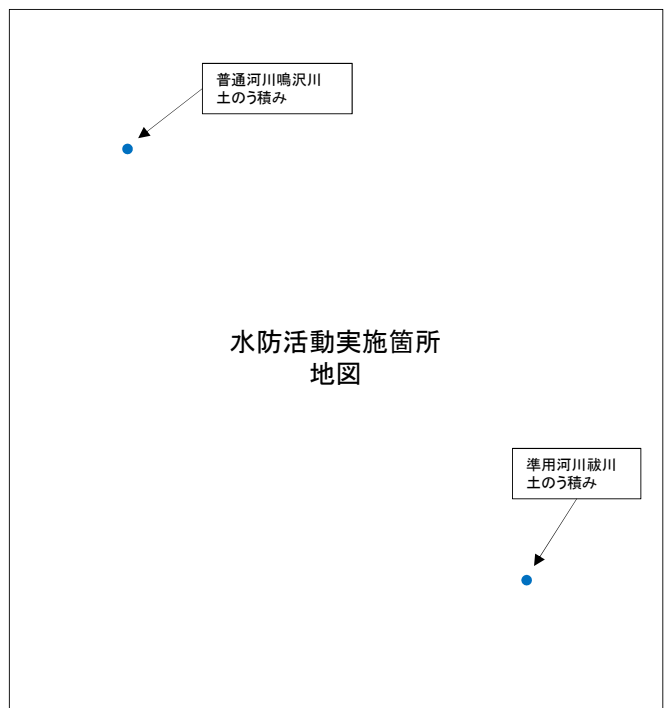 普通河川鳴沢川
土のう積み
水防活動実施箇所
地図
準用河川祓川
土のう積み